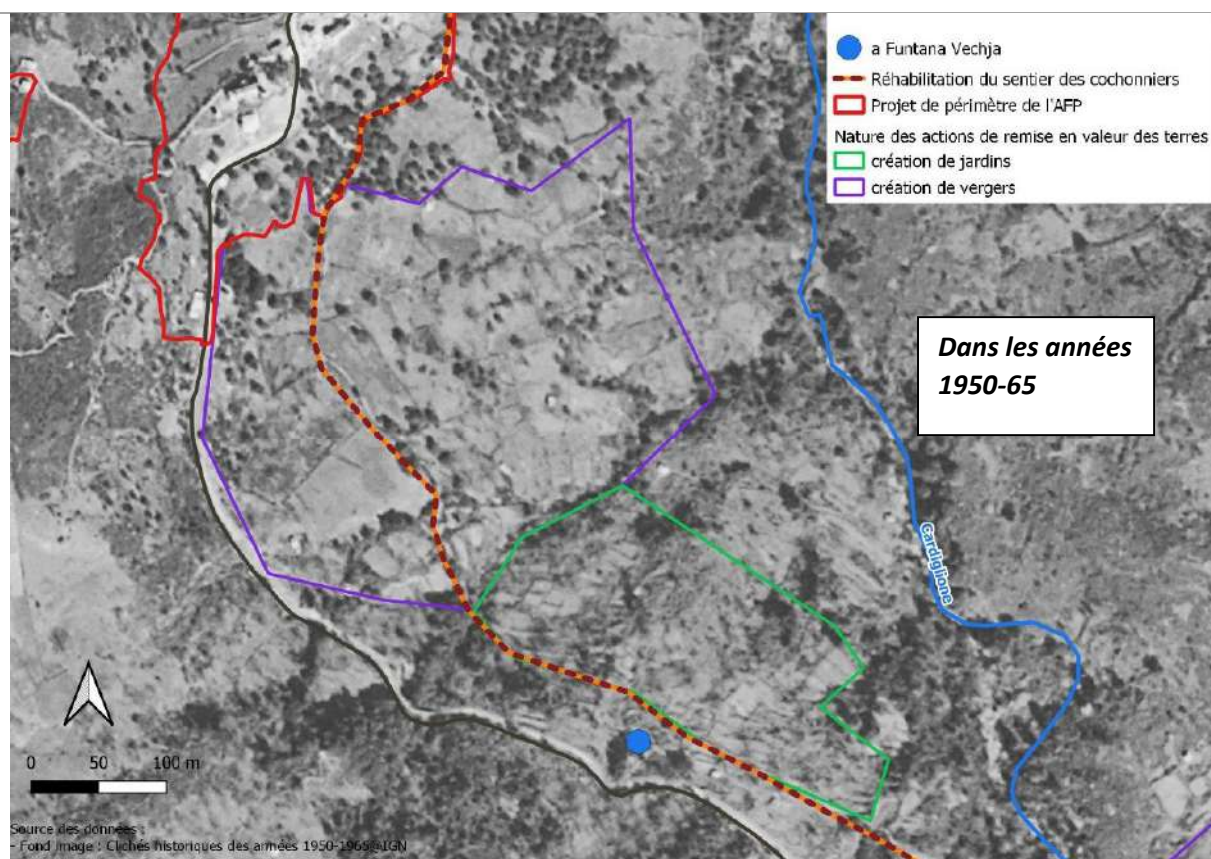 a Funtana Vechja
Réhabilitation du sentier des cochonniers
Projet de périmètre de l'AFP
Nature des actions de remise en valeur des terres
création de jardins
création de vergers
Dans les années
1950-65
Cardiglione
0 50 100 m
Source des données :
- Fond image : Clichés historiques des années 1950-1965@IGN